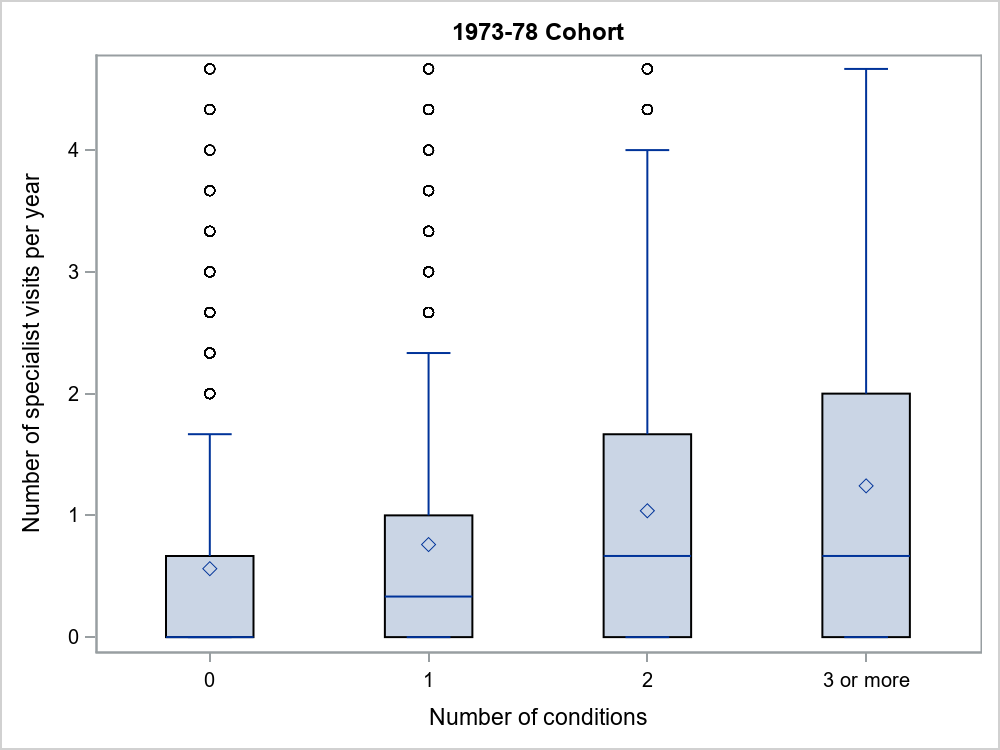 1973-78 Cohort
Number of specialist visits per year
4
3
2
1
0
0 1 2 3 or more
Number of conditions